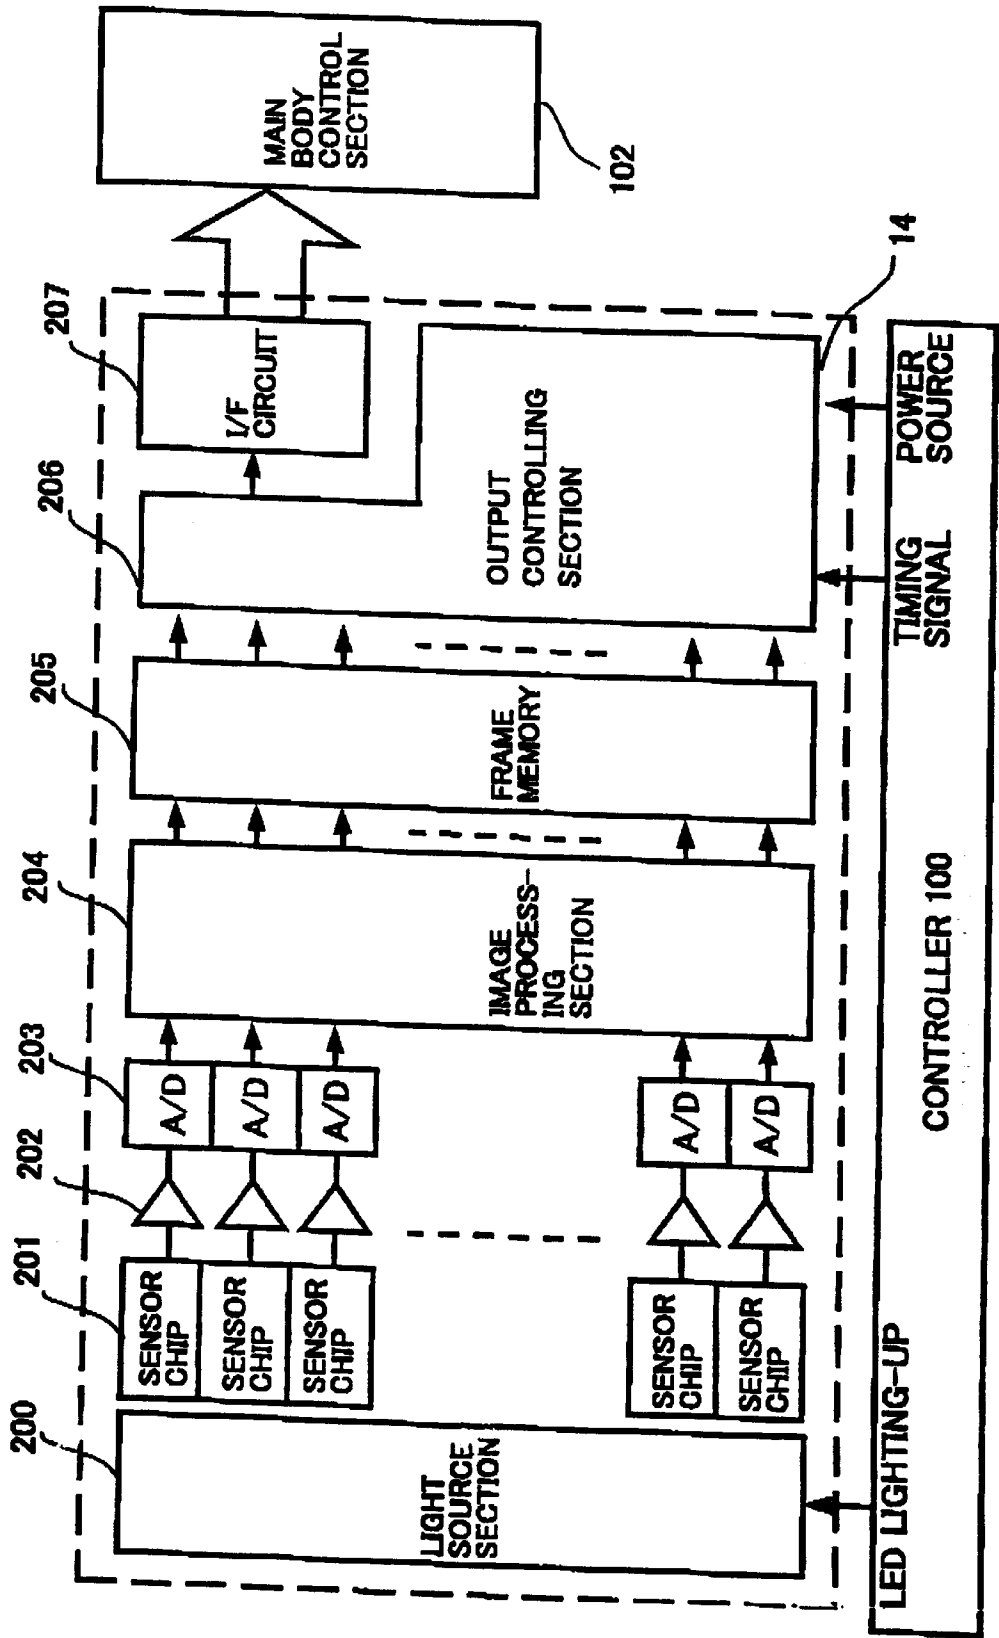 200
201
202
203
204
205
206
207
LIGHT
SOURCE
SECTION
SENSOR
CHIP
SENSOR
CHIP
SENSOR
CHIP
SENSOR
CHIP
SENSOR
CHIP
A/D
A/D
A/D
A/D
A/D
IMAGE
PROCESS-
ING
SECTION
FRAME
MEMORY
OUTPUT
CONTROLLING
SECTION
I/F
CIRCUIT
MAIN
BODY
CONTROL
SECTION
102
14
LED LIGHTING-UP
TIMING
SIGNAL
POWER
SOURCE
CONTROLLER 100